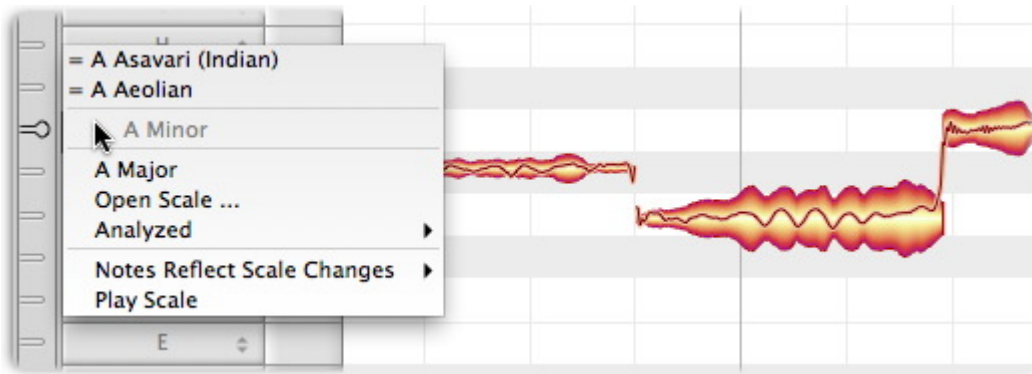 H
= A Asavari (Indian)
= A Aeolian
A Minor
A Major
Open Scale ...
Analyzed
Notes Reflect Scale Changes
Play Scale
E